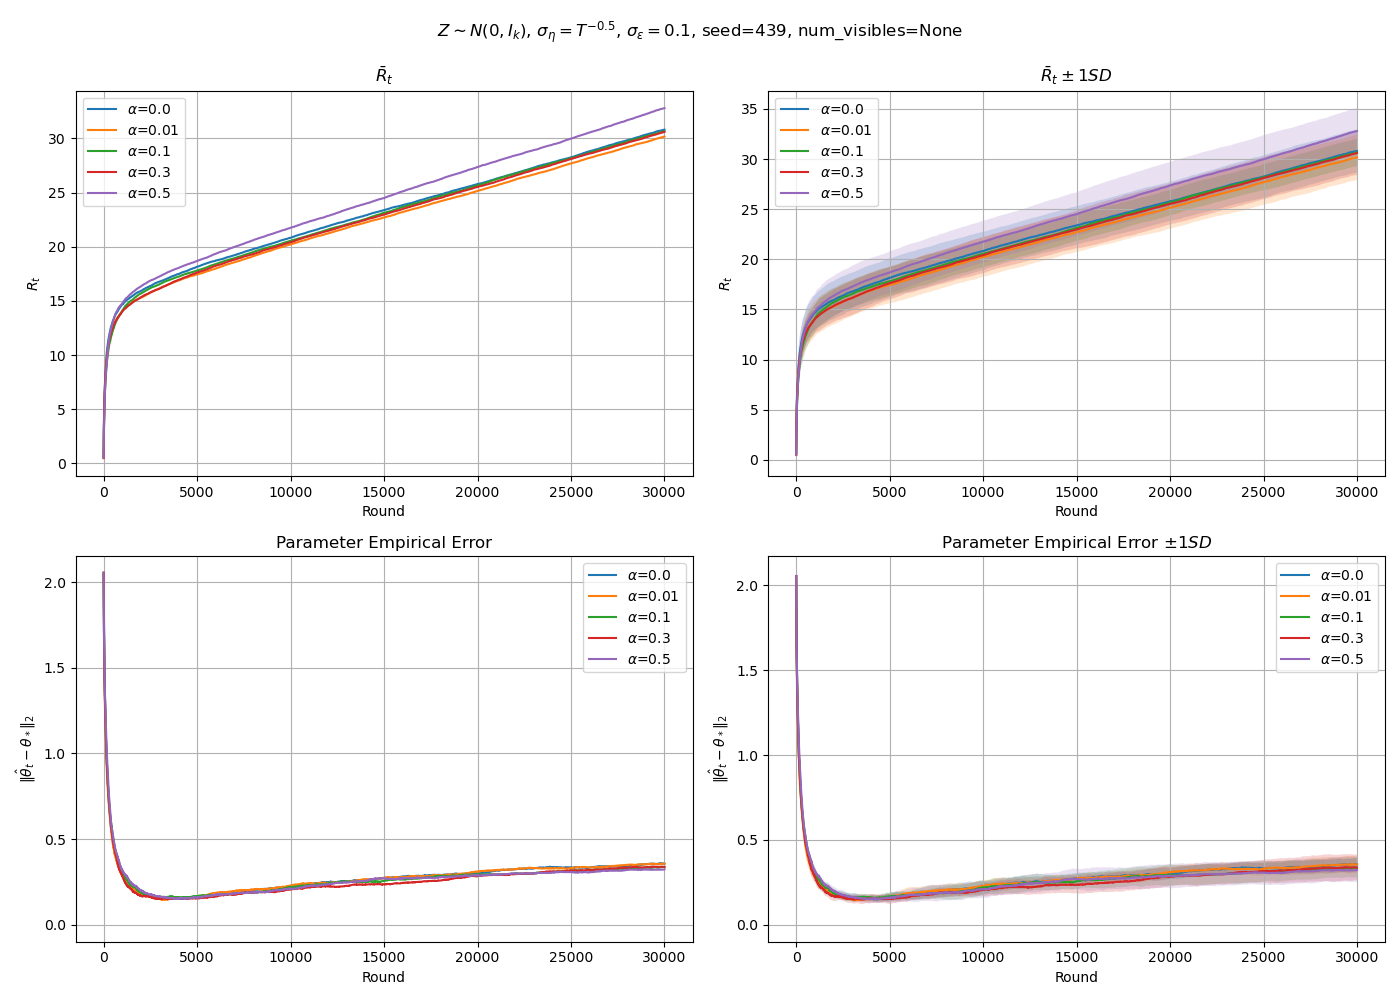 Z ~ N(0, I_k), σ_η = T^{-0.5}, σ_ε = 0.1, seed=439, num_visibles=None
R̄_t
R_t
α=0.0
α=0.01
α=0.1
α=0.3
α=0.5
30
25
20
15
10
5
0
0 5000 10000 15000 20000 25000 30000
Round
R̄_t ± 1SD
R_t
α=0.0
α=0.01
α=0.1
α=0.3
α=0.5
35
30
25
20
15
10
5
0
0 5000 10000 15000 20000 25000 30000
Round
Parameter Empirical Error
‖θ̂_t − θ_*‖_2
α=0.0
α=0.01
α=0.1
α=0.3
α=0.5
2.0
1.5
1.0
0.5
0.0
0 5000 10000 15000 20000 25000 30000
Round
Parameter Empirical Error ±1SD
‖θ̂_t − θ_*‖_2
α=0.0
α=0.01
α=0.1
α=0.3
α=0.5
2.0
1.5
1.0
0.5
0.0
0 5000 10000 15000 20000 25000 30000
Round